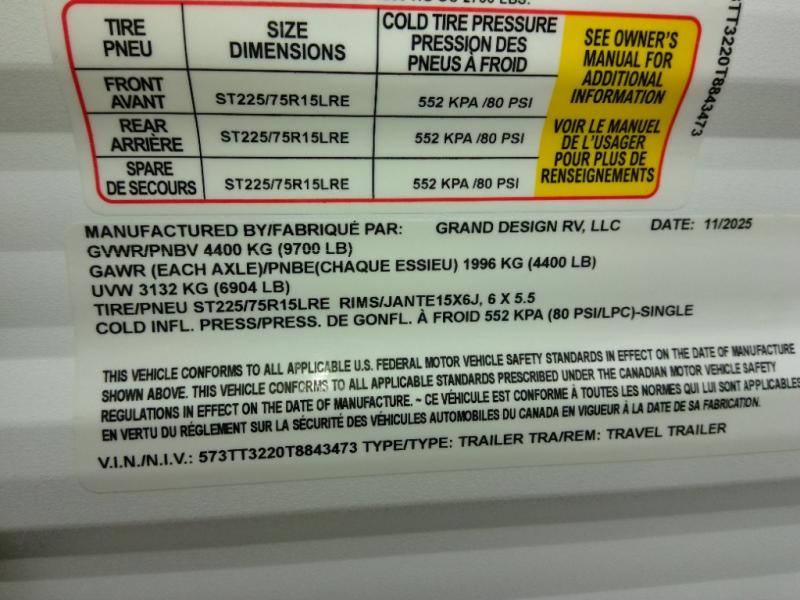 2700 LBS.
TIRE PNEU SIZE DIMENSIONS COLD TIRE PRESSURE PRESSION DES PNEUS À FROID
FRONT AVANT ST225/75R15LRE 552 KPA /80 PSI
REAR ARRIÈRE ST225/75R15LRE 552 KPA /80 PSI
SPARE DE SECOURS ST225/75R15LRE 552 KPA /80 PSI
SEE OWNER'S
MANUAL FOR
ADDITIONAL
INFORMATION
VOIR LE MANUEL
DE L'USAGER
POUR PLUS DE
RENSEIGNEMENTS
TT3220T8843473
MANUFACTURED BY/FABRIQUÉ PAR: GRAND DESIGN RV, LLC DATE: 11/2025
GVWR/PNBV 4400 KG (9700 LB)
GAWR (EACH AXLE)/PNBE(CHAQUE ESSIEU) 1996 KG (4400 LB)
UVW 3132 KG (6904 LB)
TIRE/PNEU ST225/75R15LRE RIMS/JANTE15X6J, 6 X 5.5
COLD INFL. PRESS/PRESS. DE GONFL. À FROID 552 KPA (80 PSI/LPC)-SINGLE
THIS VEHICLE CONFORMS TO ALL APPLICABLE U.S. FEDERAL MOTOR VEHICLE SAFETY STANDARDS IN EFFECT ON THE DATE OF MANUFACTURE
SHOWN ABOVE. THIS VEHICLE CONFORMS TO ALL APPLICABLE STANDARDS PRESCRIBED UNDER THE CANADIAN MOTOR VEHICLE SAFETY
REGULATIONS IN EFFECT ON THE DATE OF MANUFACTURE. ~ CE VÉHICULE EST CONFORME À TOUTES LES NORMES QUI LUI SONT APPLICABLES
EN VERTU DU RÉGLEMENT SUR LA SÉCURITÉ DES VÉHICULES AUTOMOBILES DU CANADA EN VIGUEUR À LA DATE DE SA FABRICATION.
V.I.N./N.I.V.: 573TT3220T8843473 TYPE/TYPE: TRAILER TRA/REM: TRAVEL TRAILER